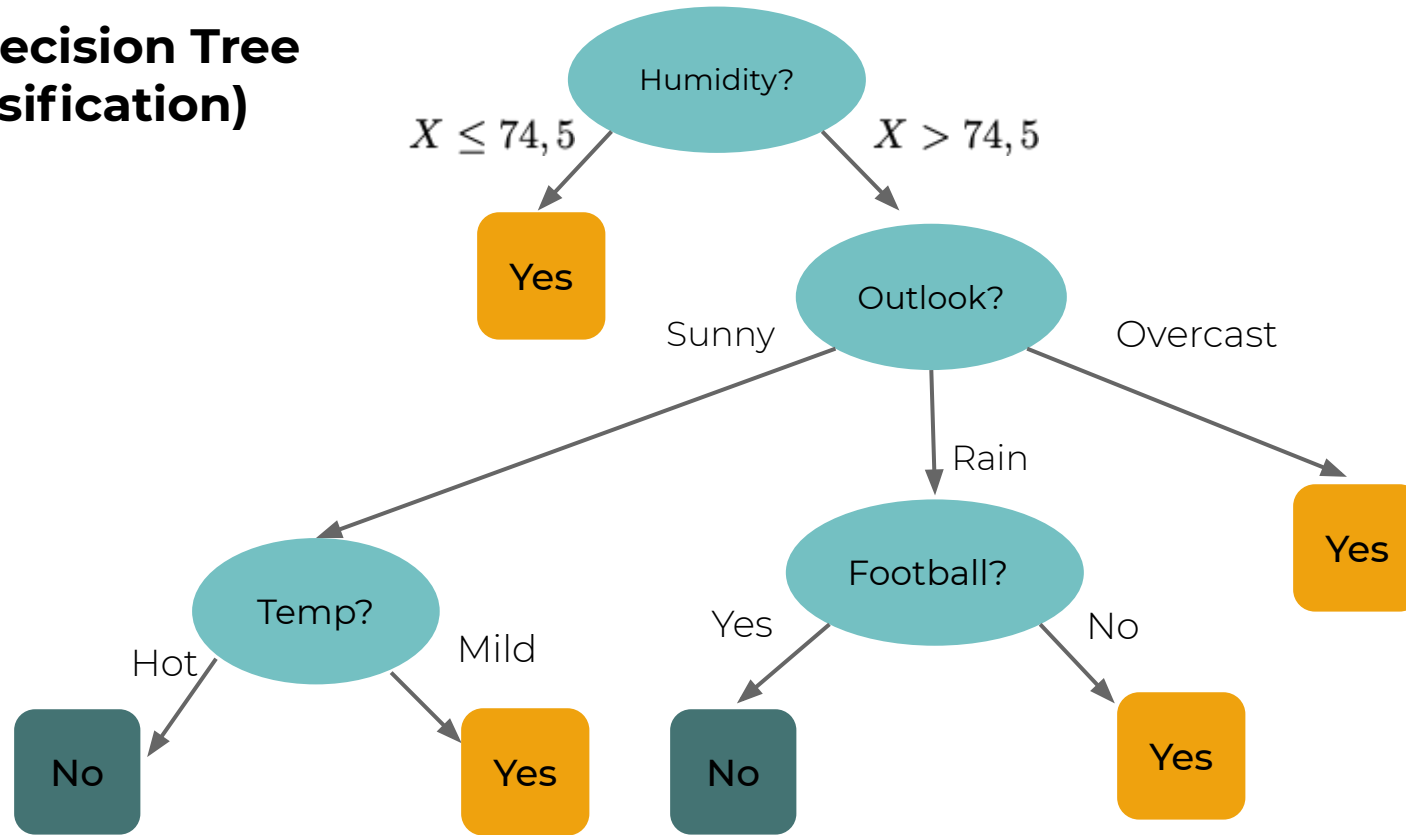 ecision Tree
sification)
Humidity?
X ≤ 74, 5
X > 74, 5
Yes
Outlook?
Sunny
Overcast
Rain
Yes
Football?
Temp?
Yes
No
Hot
Mild
No
Yes
No
Yes